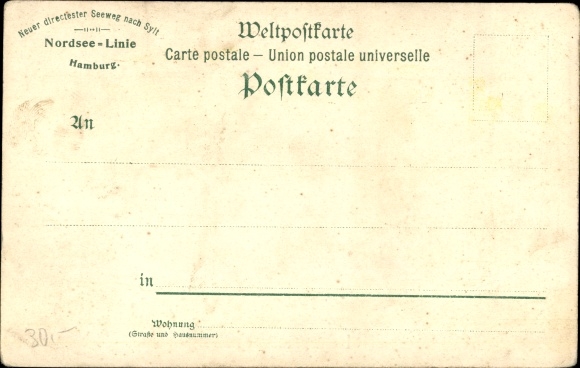 Neuer directester Seeweg nach Sylt
Nordsee=Linie
Hamburg.
Weltpostkarte
Carte postale – Union postale universelle
Postkarte
An
in
Wohnung
(Straße und Hausnummer)
30,-